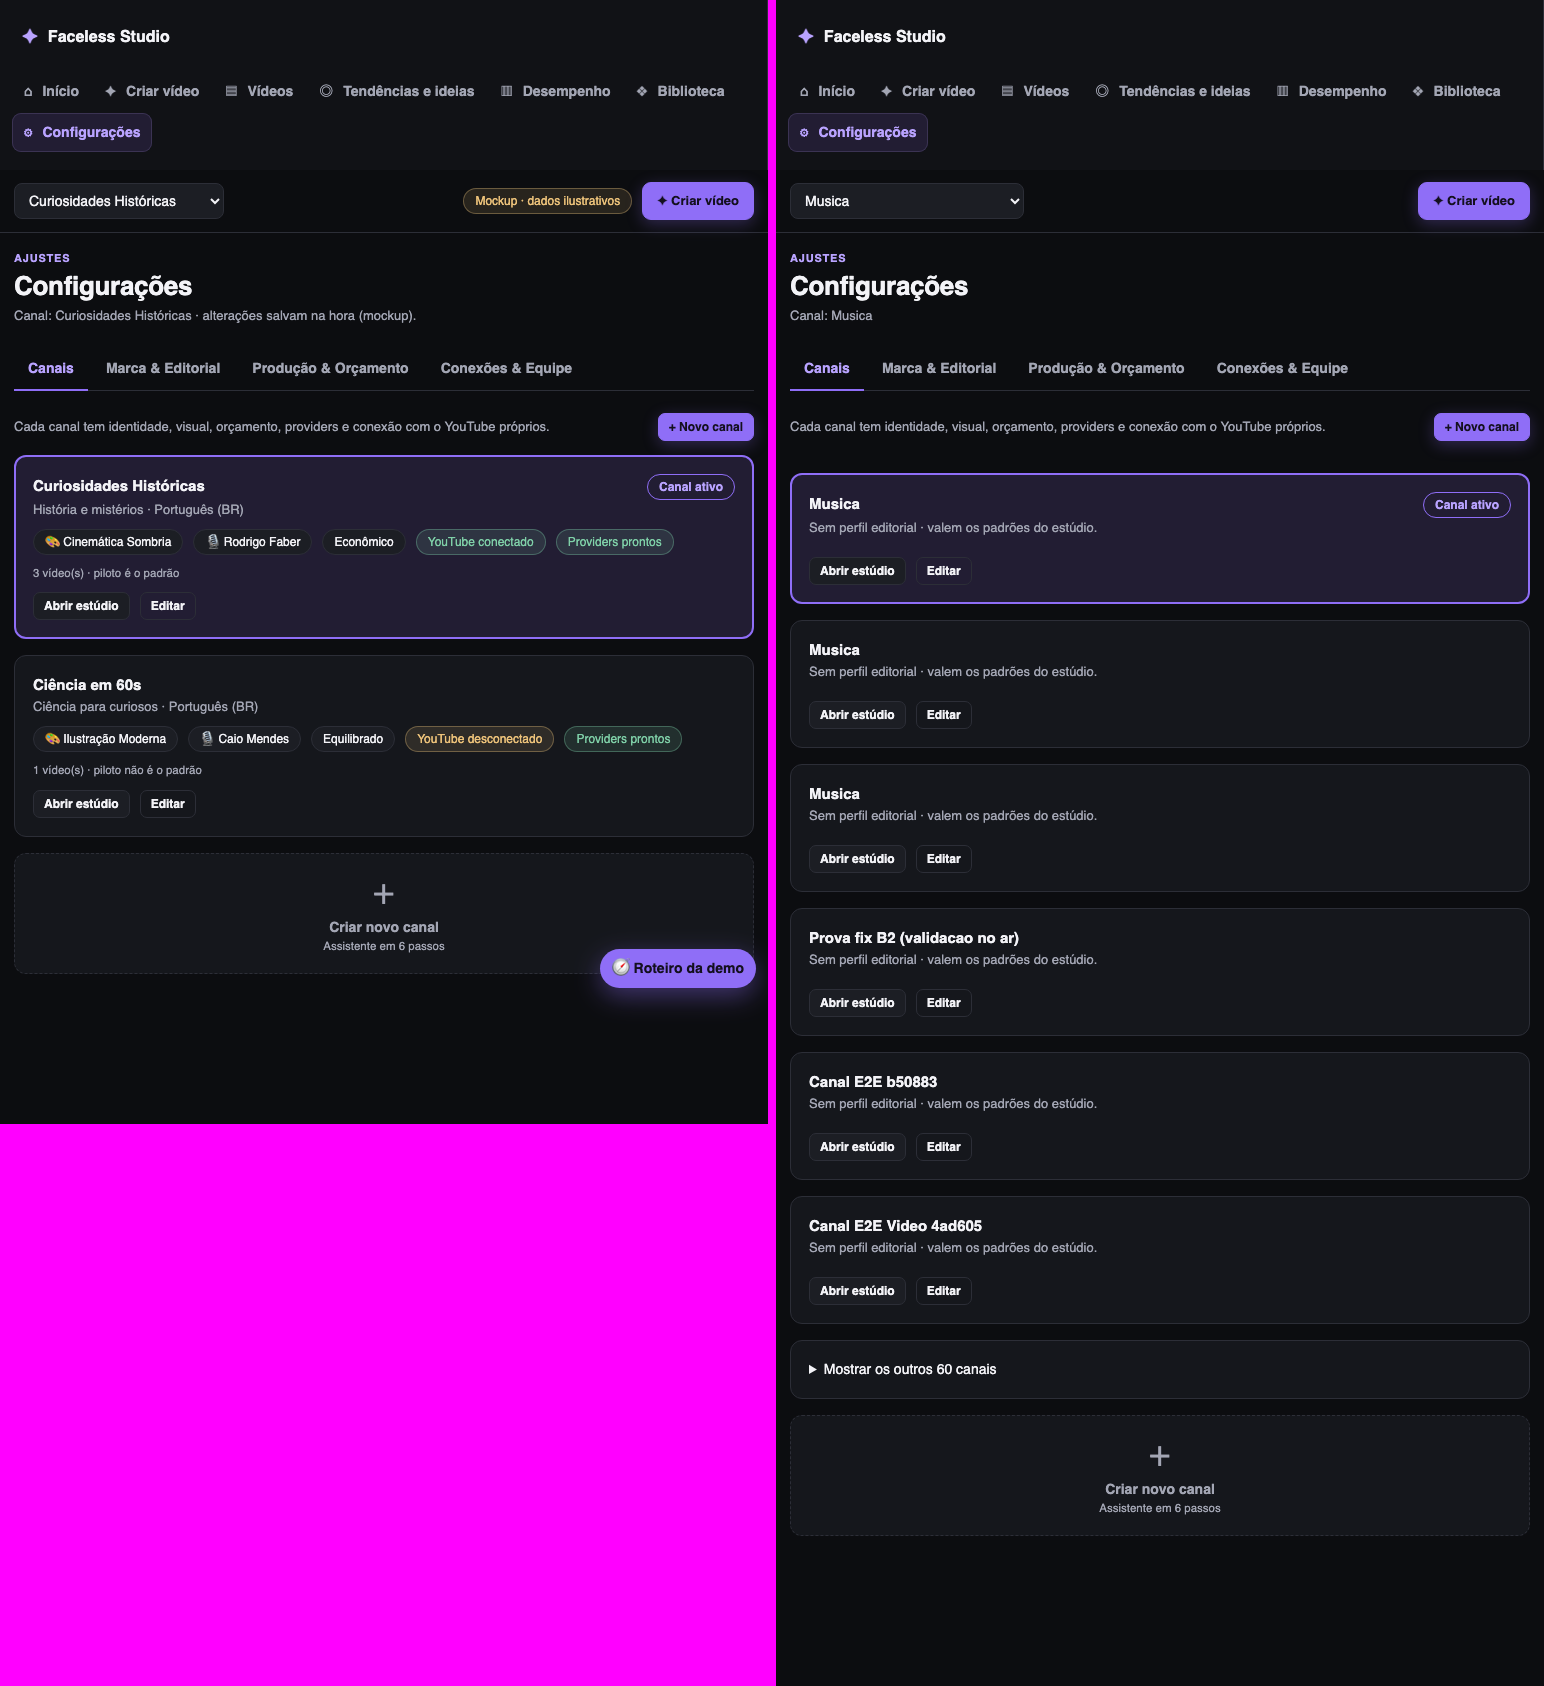 Faceless Studio
Início
Criar vídeo
Vídeos
Tendências e ideias
Desempenho
Biblioteca
Configurações
Curiosidades Históricas
Mockup · dados ilustrativos
✦ Criar vídeo
AJUSTES
Configurações
Canal: Curiosidades Históricas · alterações salvam na hora (mockup).
Canais
Marca & Editorial
Produção & Orçamento
Conexões & Equipe
Cada canal tem identidade, visual, orçamento, providers e conexão com o YouTube próprios.
+ Novo canal
Curiosidades Históricas
Canal ativo
História e mistérios · Português (BR)
🎨 Cinemática Sombria
🎙️ Rodrigo Faber
Econômico
YouTube conectado
Providers prontos
3 vídeo(s) · piloto é o padrão
Abrir estúdio
Editar
Ciência em 60s
Ciência para curiosos · Português (BR)
🎨 Ilustração Moderna
🎙️ Caio Mendes
Equilibrado
YouTube desconectado
Providers prontos
1 vídeo(s) · piloto não é o padrão
Abrir estúdio
Editar
+
Criar novo canal
Assistente em 6 passos
🧭 Roteiro da demo
Faceless Studio
Início
Criar vídeo
Vídeos
Tendências e ideias
Desempenho
Biblioteca
Configurações
Musica
✦ Criar vídeo
AJUSTES
Configurações
Canal: Musica
Canais
Marca & Editorial
Produção & Orçamento
Conexões & Equipe
Cada canal tem identidade, visual, orçamento, providers e conexão com o YouTube próprios.
+ Novo canal
Musica
Canal ativo
Sem perfil editorial · valem os padrões do estúdio.
Abrir estúdio
Editar
Musica
Sem perfil editorial · valem os padrões do estúdio.
Abrir estúdio
Editar
Musica
Sem perfil editorial · valem os padrões do estúdio.
Abrir estúdio
Editar
Prova fix B2 (validacao no ar)
Sem perfil editorial · valem os padrões do estúdio.
Abrir estúdio
Editar
Canal E2E b50883
Sem perfil editorial · valem os padrões do estúdio.
Abrir estúdio
Editar
Canal E2E Video 4ad605
Sem perfil editorial · valem os padrões do estúdio.
Abrir estúdio
Editar
▶ Mostrar os outros 60 canais
+
Criar novo canal
Assistente em 6 passos